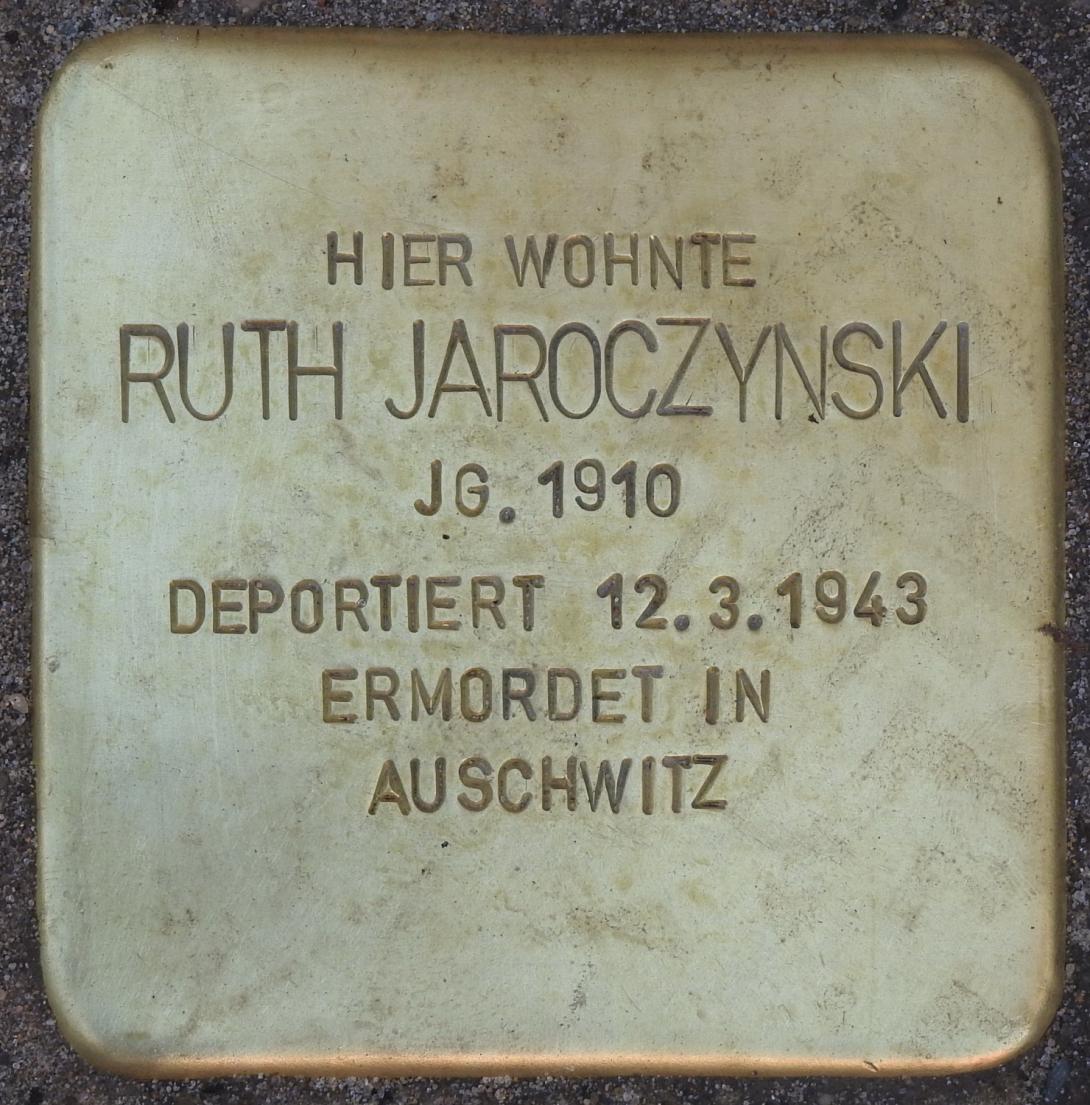 HIER WOHNTE
RUTH JAROCZYNSKI
JG. 1910
DEPORTIERT 12.3.1943
ERMORDET IN
AUSCHWITZ